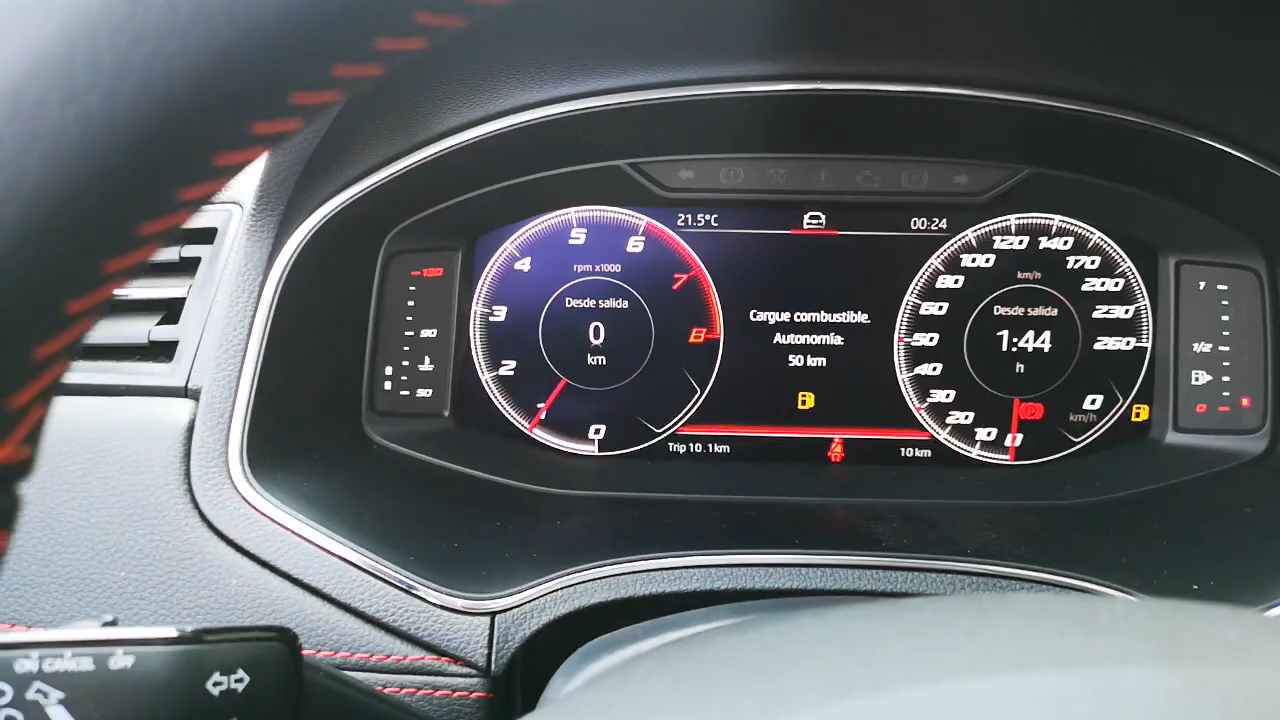 21.5°C
00:24
130
90
50
rpm x1000
0
1
2
3
4
5
6
7
8
Desde salida
0
km
Cargue combustible.
Autonomía:
50 km
Trip 10.1km
10 km
km/h
0
10
20
30
40
50
60
80
100
120
140
170
200
230
260
Desde salida
1:44
h
0
km/h
1
1/2
0
ON CANCEL OFF